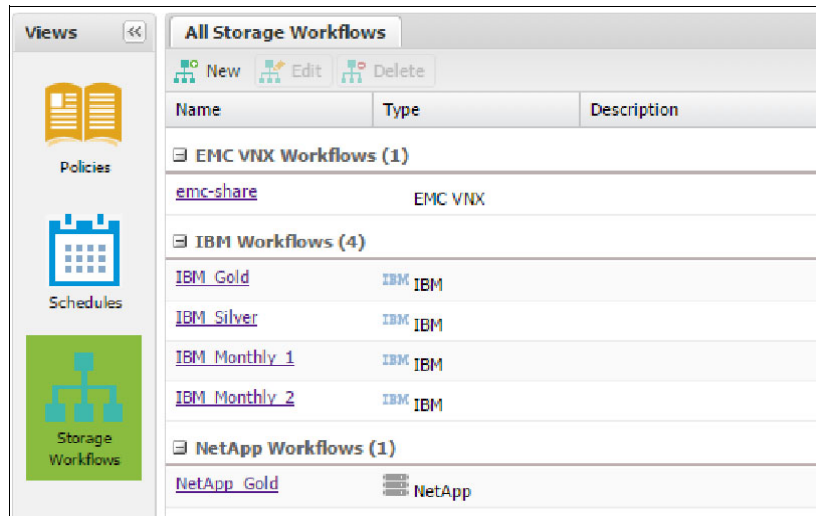 Views
All Storage Workflows
New Edit Delete
Name Type Description
Policies
Schedules
Storage
Workflows
EMC VNX Workflows (1)
emc-share EMC VNX
IBM Workflows (4)
IBM_Gold IBM IBM
IBM_Silver IBM IBM
IBM_Monthly_1 IBM IBM
IBM_Monthly_2 IBM IBM
NetApp Workflows (1)
NetApp_Gold NetApp